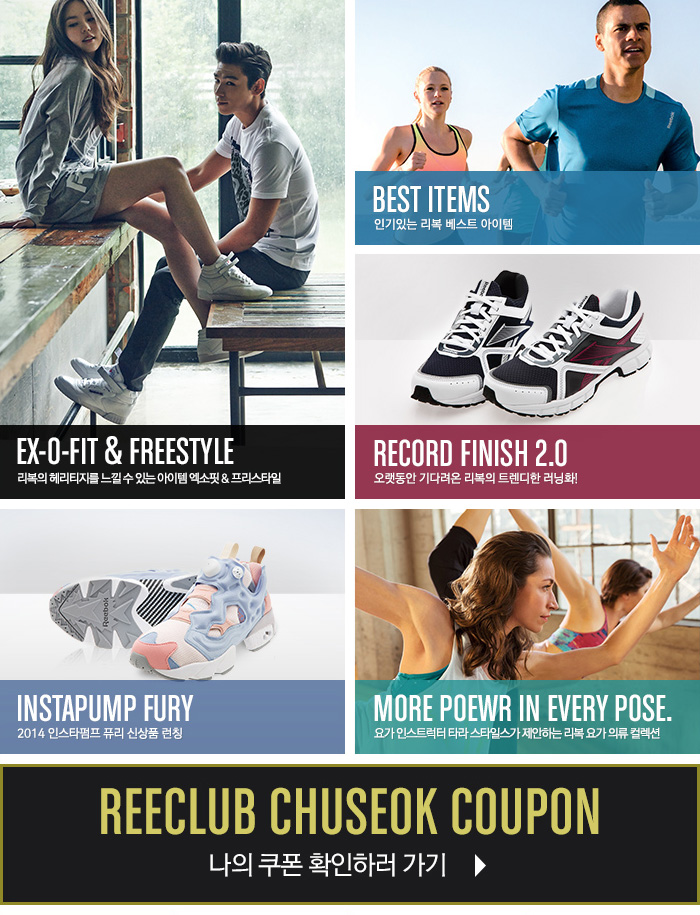 BEST ITEMS
인기있는 리복 베스트 아이템
EX-O-FIT & FREESTYLE
리복의 헤리티지를 느낄 수 있는 아이템 엑소핏 & 프리스타일
RECORD FINISH 2.0
오랫동안 기다려온 리복의 트렌디한 러닝화!
Reebok
INSTAPUMP FURY
2014 인스타펌프 퓨리 신상품 런칭
MORE POEWR IN EVERY POSE.
요가 인스트럭터 타라 스타일스가 제안하는 리복 요가 의류 컬렉션
REECLUB CHUSEOK COUPON
나의 쿠폰 확인하러 가기